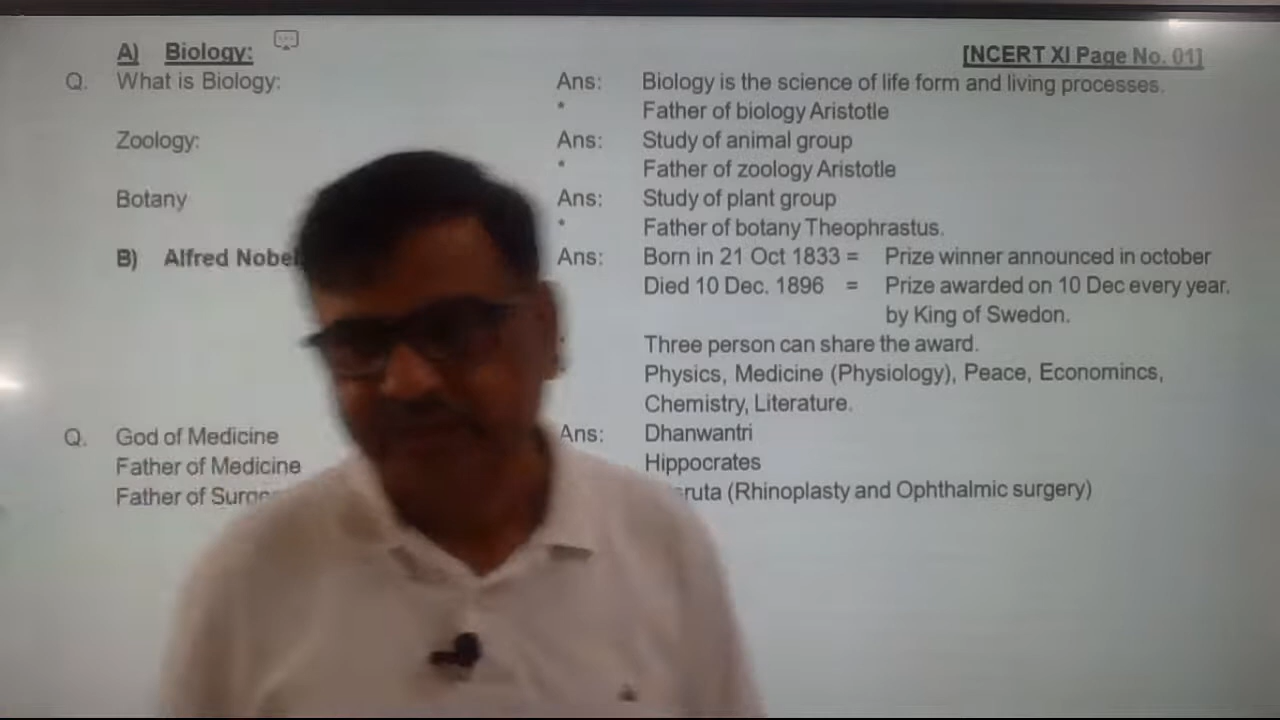 A) Biology: [NCERT XI Page No. 01]
Q. What is Biology: Ans: Biology is the science of life form and living processes.
* Father of biology Aristotle
Zoology: Ans: Study of animal group
* Father of zoology Aristotle
Botany Ans: Study of plant group
* Father of botany Theophrastus.
B) Alfred Nobel Ans: Born in 21 Oct 1833 = Prize winner announced in october
Died 10 Dec. 1896 = Prize awarded on 10 Dec every year.
by King of Swedon.
Three person can share the award.
Physics, Medicine (Physiology), Peace, Economincs,
Chemistry, Literature.
Q. God of Medicine Ans: Dhanwantri
Father of Medicine Hippocrates
Father of (Rhinoplasty and Ophthalmic surgery)